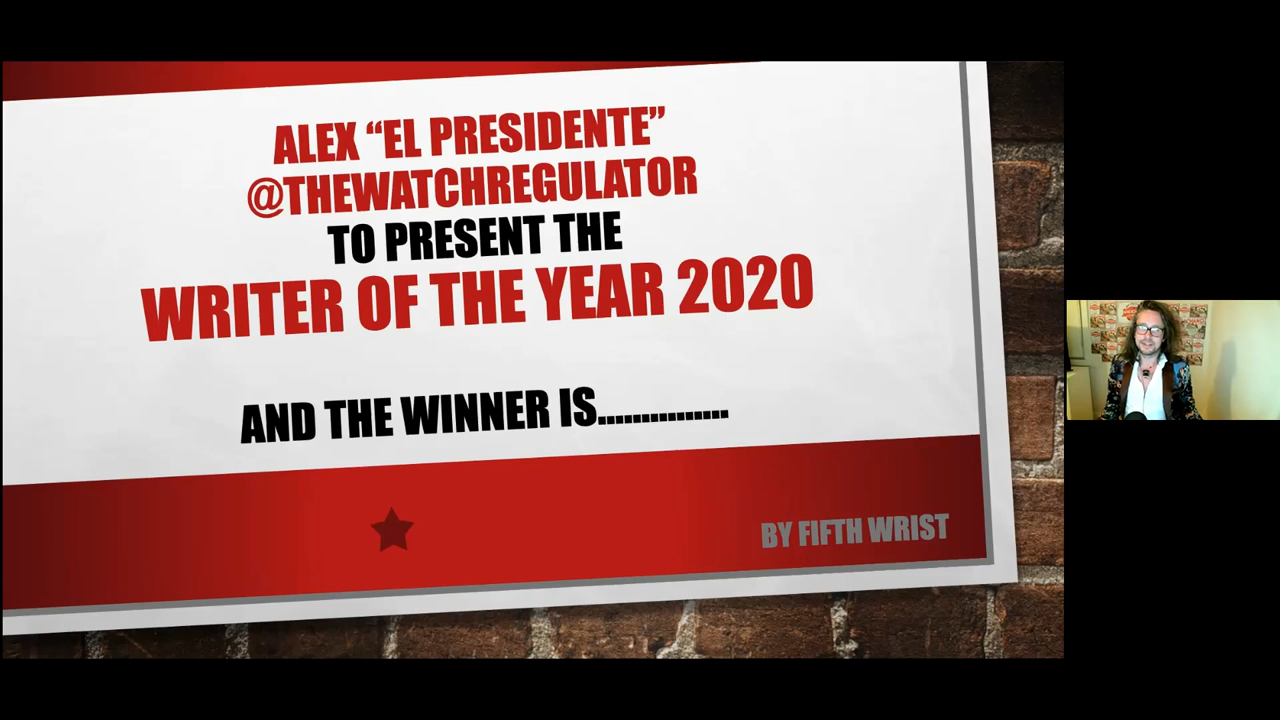 ALEX “EL PRESIDENTE”
@THEWATCHREGULATOR
TO PRESENT THE
WRITER OF THE YEAR 2020
AND THE WINNER IS...............
BY FIFTH WRIST